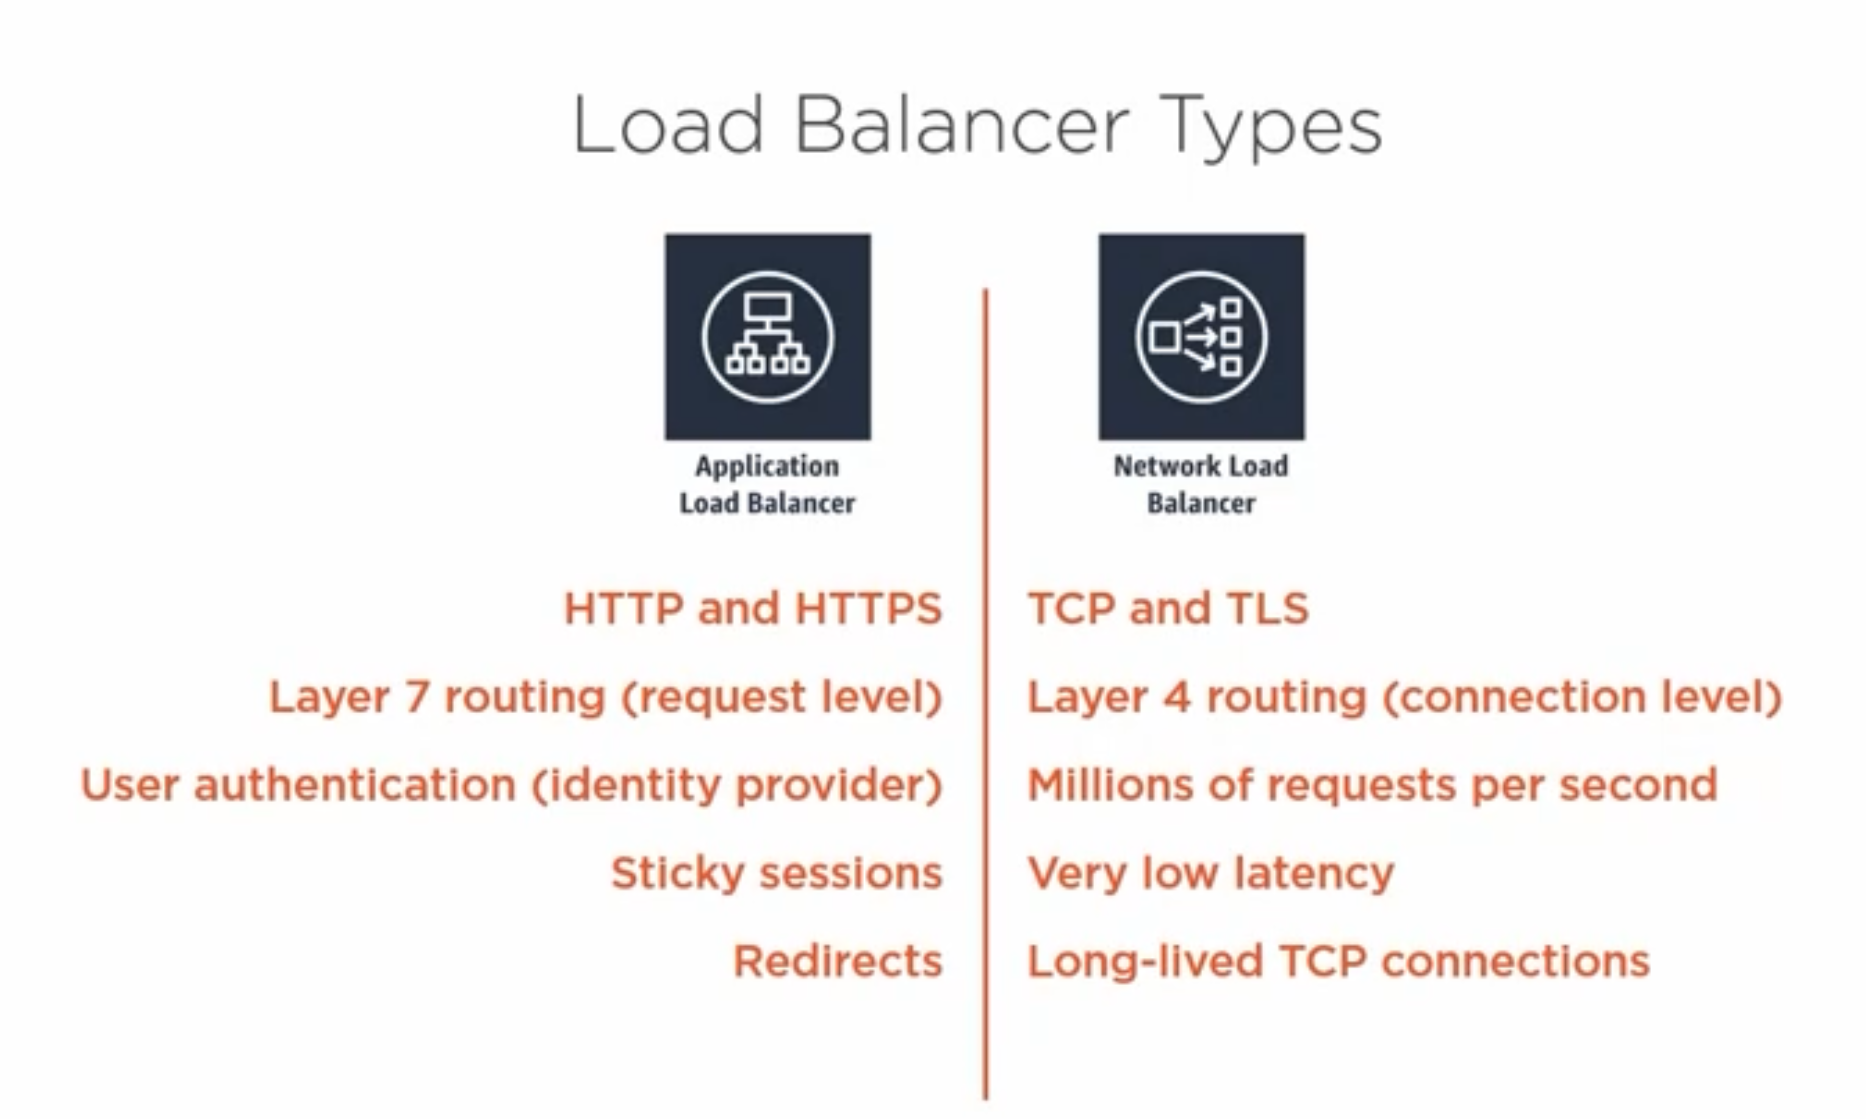 Load Balancer Types
Application
Load Balancer
HTTP and HTTPS
Layer 7 routing (request level)
User authentication (identity provider)
Sticky sessions
Redirects
Network Load
Balancer
TCP and TLS
Layer 4 routing (connection level)
Millions of requests per second
Very low latency
Long-lived TCP connections